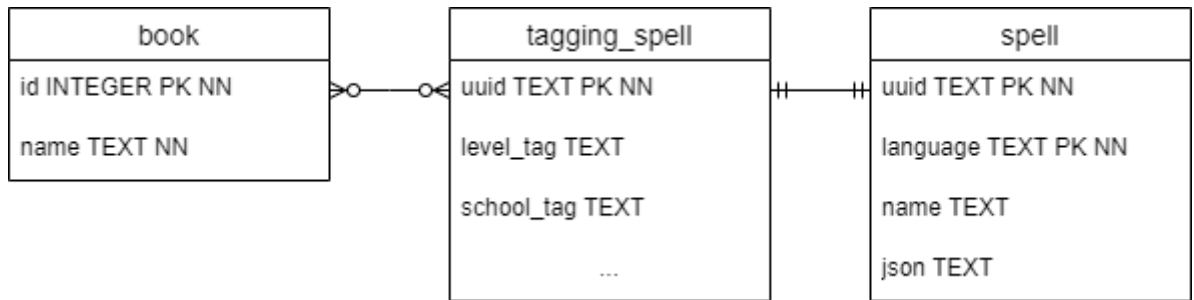 book
id INTEGER PK NN
name TEXT NN
tagging_spell
uuid TEXT PK NN
level_tag TEXT
school_tag TEXT
...
spell
uuid TEXT PK NN
language TEXT PK NN
name TEXT
json TEXT